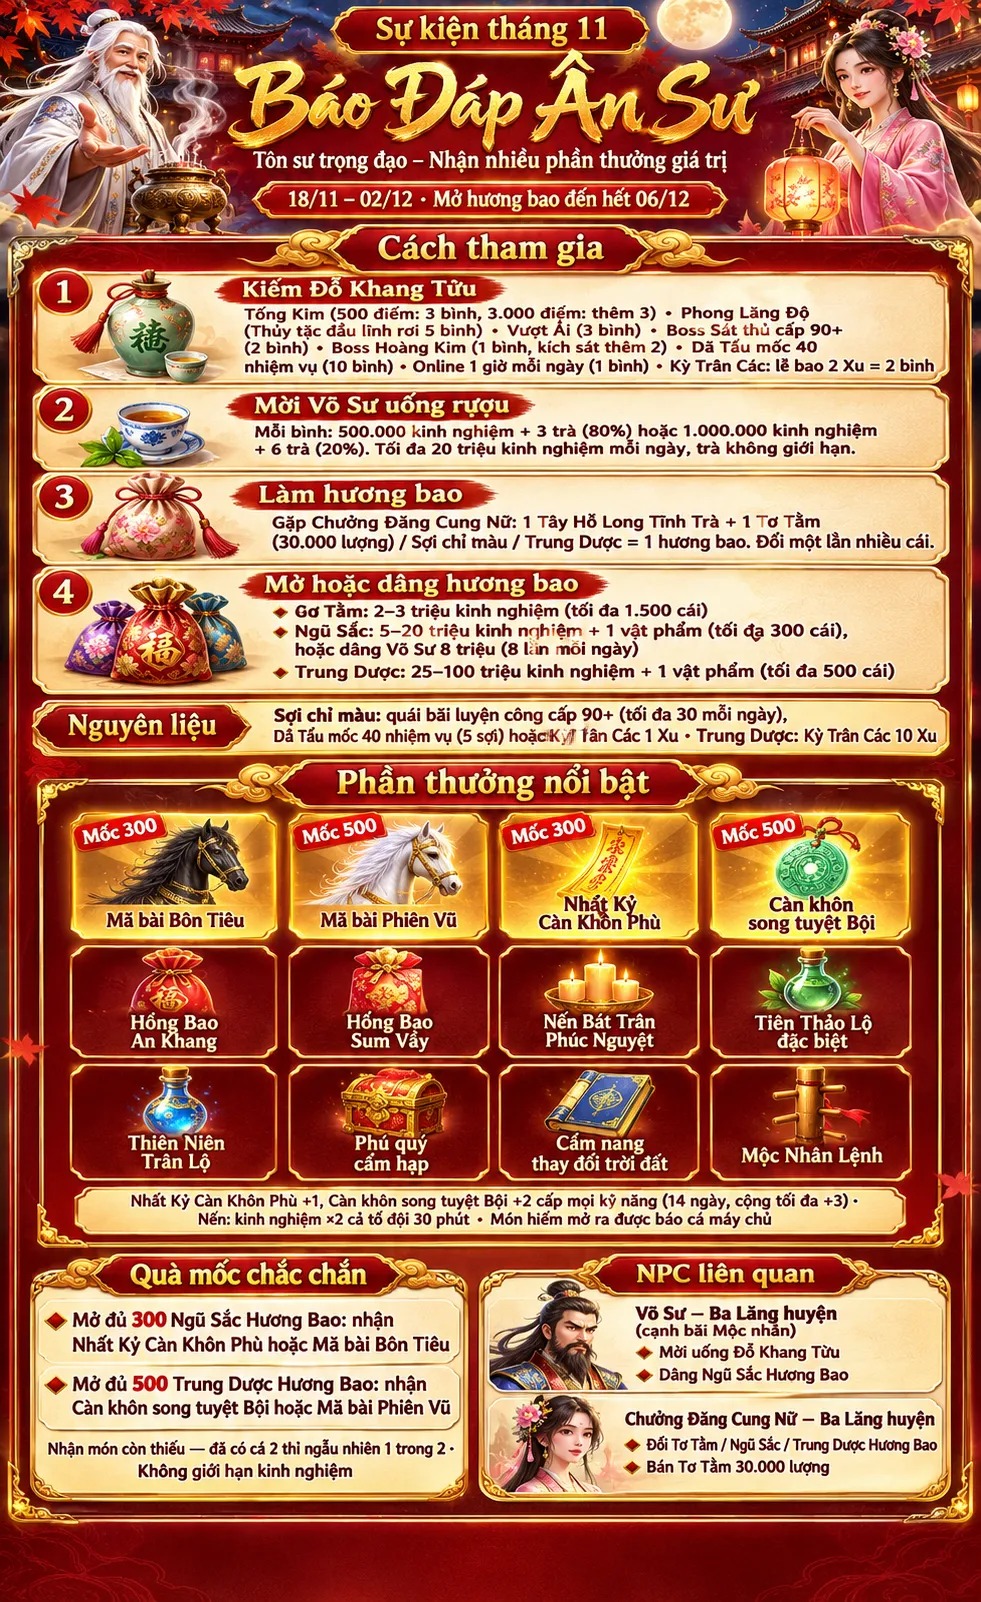 Sự kiện tháng 11
Báo Đáp Ân Sư
Tôn sư trọng đạo – Nhận nhiều phần thưởng giá trị
18/11 – 02/12 · Mở hương bao đến hết 06/12
Cách tham gia
1
Kiếm Đỗ Khang Tửu
Tống Kim (500 điểm: 3 bình, 3.000 điểm: thêm 3) • Phong Lăng Độ
(Thủy tặc đầu lĩnh rơi 5 bình) • Vượt Ải (3 bình) • Boss Sát thủ cấp 90+
(2 bình) • Boss Hoàng Kim (1 bình, kích sát thêm 2) • Dã Tẩu mốc 40
nhiệm vụ (10 bình) • Online 1 giờ mỗi ngày (1 bình) • Kỳ Trân Các: lễ bao 2 Xu = 2 bình
2
Mời Võ Sư uống rượu
Mỗi bình: 500.000 kinh nghiệm + 3 trà (80%) hoặc 1.000.000 kinh nghiệm
+ 6 trà (20%). Tối đa 20 triệu kinh nghiệm mỗi ngày, trà không giới hạn.
3
Làm hương bao
Gặp Chưởng Đăng Cung Nữ: 1 Tây Hồ Long Tỉnh Trà + 1 Tơ Tằm
(30.000 lượng) / Sợi chỉ màu / Trung Dược = 1 hương bao. Đổi một lần nhiều cái.
4
福
Mở hoặc dâng hương bao
◆ Gơ Tằm: 2–3 triệu kinh nghiệm (tối đa 1.500 cái)
◆ Ngũ Sắc: 5–20 triệu kinh nghiệm + 1 vật phẩm (tối đa 300 cái),
hoặc dâng Võ Sư 8 triệu (8 lần mỗi ngày)
◆ Trung Dược: 25–100 triệu kinh nghiệm + 1 vật phẩm (tối đa 500 cái)
Nguyên liệu
Sợi chỉ màu: quái bãi luyện công cấp 90+ (tối đa 30 mỗi ngày),
Dả Tẩu mốc 40 nhiệm vụ (5 sợi) hoặc Các 1 Xu • Trung Dược: Kỳ Trân Các 10 Xu
Phần thưởng nổi bật
Mốc 300
Mã bài Bôn Tiêu
Mốc 500
Mã bài Phiên Vũ
Mốc 300
Nhất Kỷ
Càn Khôn Phù
Mốc 500
Càn khôn
song tuyệt Bội
福
Hồng Bao
An Khang
Hồng Bao
Sum Vầy
Nến Bát Trân
Phúc Nguyệt
Tiên Thảo Lộ
đặc biệt
Thiên Niên
Trân Lộ
Phú quý
cẩm hạp
Cẩm nang
thay đổi trời đất
Mộc Nhân Lệnh
Nhất Kỷ Càn Khôn Phù +1, Càn khôn song tuyệt Bội +2 cấp mọi kỹ năng (14 ngày, cộng tối đa +3) ·
Nến: kinh nghiệm ×2 cả tổ đội 30 phút • Món hiếm mở ra được báo cả máy chủ
Quà mốc chắc chắn
◆ Mở đủ 300 Ngũ Sắc Hương Bao: nhận
Nhất Kỷ Càn Khôn Phù hoặc Mã bài Bôn Tiêu
◆ Mở đủ 500 Trung Dược Hương Bao: nhận
Càn khôn song tuyệt Bội hoặc Mã bài Phiên Vũ
Nhận món còn thiếu — đã có cả 2 thì ngẫu nhiên 1 trong 2 ·
Không giới hạn kinh nghiệm
NPC liên quan
Võ Sư — Ba Lăng huyện
(cạnh bãi Mộc nhân)
◆ Mời uống Đỗ Khang Tửu
◆ Dâng Ngũ Sắc Hương Bao
Chưởng Đăng Cung Nữ — Ba Lăng huyện
◆ Đổi Tơ Tằm / Ngũ Sắc / Trung Dược Hương Bao
◆ Bán Tơ Tằm 30.000 lượng